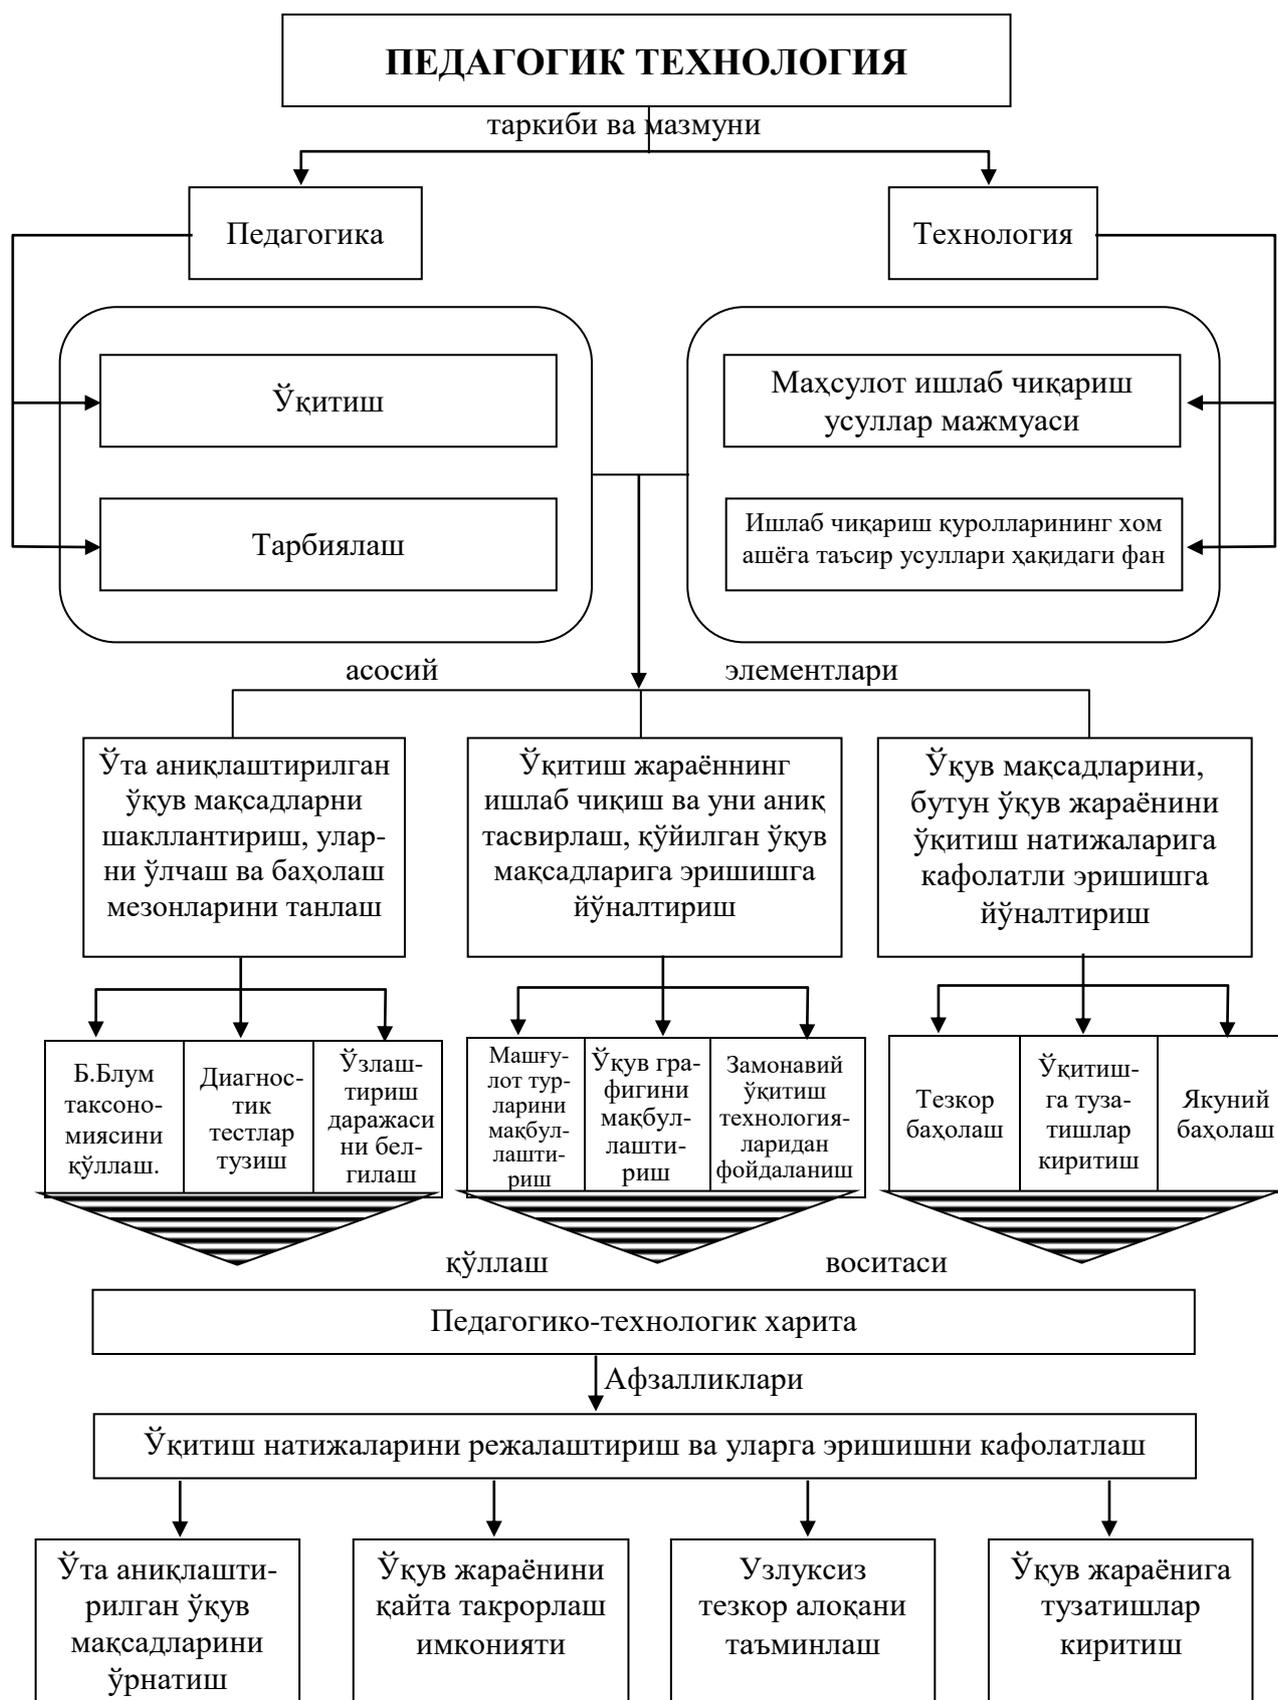 ПЕДАГОГИК ТЕХНОЛОГИЯ
таркиби ва мазмуни
Педагогика
Технология
Ўқитиш
Маҳсулот ишлаб чиқариш
усуллар мажмуаси
Тарбиялаш
Ишлаб чиқариш қуролларининг хом
ашёга таъсир усуллари ҳақидаги фан
асосий
элементлари
Ўта аниқлаштирилган
ўқув мақсадларни
шакллантириш, улар-
ни ўлчаш ва баҳолаш
мезонларини танлаш
Ўқитиш жараённинг
ишлаб чиқиш ва уни аниқ
тасвирлаш, қўйилган ўқув
мақсадларига эришишга
йўналтириш
Ўқув мақсадларини,
бутун ўқув жараёнини
ўқитиш натижаларига
кафолатли эришишга
йўналтириш
Б.Блум
таксоно-
миясини
қўллаш.
Диагнос-
тик
тестлар
тузиш
Ўзлаш-
тириш
даражаси
ни бел-
гилаш
Машғу-
лот тур-
ларини
мақбул-
лашти-
риш
Ўқув гра-
фигини
мақбул-
лашти-
риш
Замонавий
ўқитиш
технология-
ларидан
фойдаланиш
Тезкор
баҳолаш
Ўқитиш-
га туза-
тишлар
киритиш
Якуний
баҳолаш
қўллаш
воситаси
Педагогико-технологик харита
Афзалликлари
Ўқитиш натижаларини режалаштириш ва уларга эришишни кафолатлаш
Ўта аниқлашти-
рилган ўқув
мақсадларини
ўрнатиш
Ўқув жараёнини
қайта такрорлаш
имконияти
Узлуксиз
тезкор алоқани
таъминлаш
Ўқув жараёнига
тузатишлар
киритиш